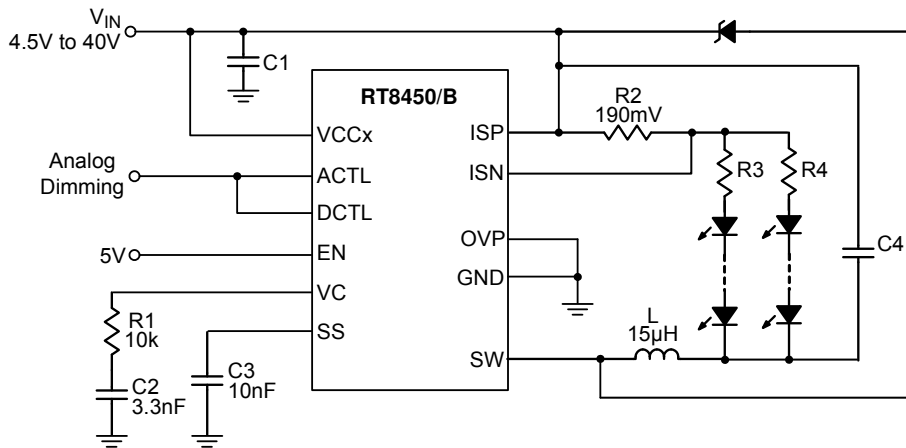 VIN
4.5V to 40V
C1
RT8450/B
VCCx
Analog
Dimming
ACTL
DCTL
5V
EN
VC
R1
10k
SS
C2
3.3nF
C3
10nF
ISP
R2
190mV
ISN
R3
R4
OVP
GND
C4
SW
L
15µH